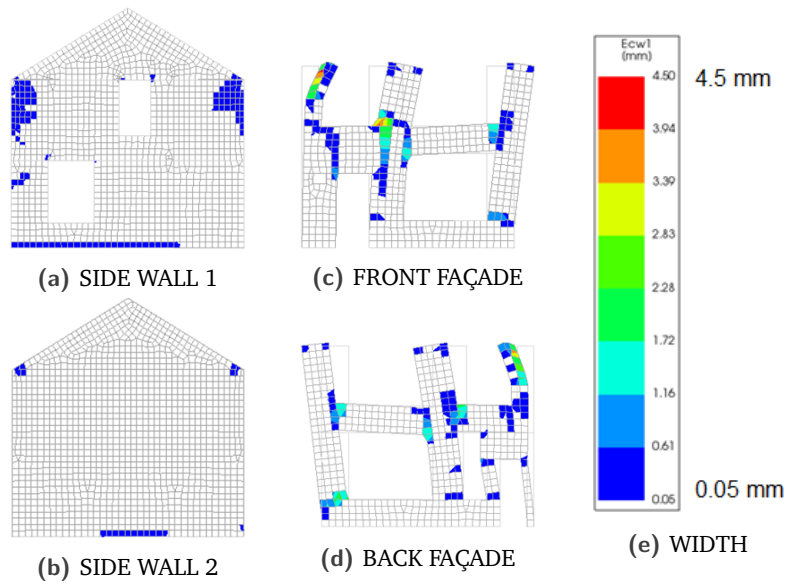 (a) SIDE WALL 1
(c) FRONT FAÇADE
(b) SIDE WALL 2
(d) BACK FAÇADE
Ecw1
(mm)
4.50
4.5 mm
3.94
3.39
2.83
2.28
1.72
1.16
0.61
0.05
0.05 mm
(e) WIDTH